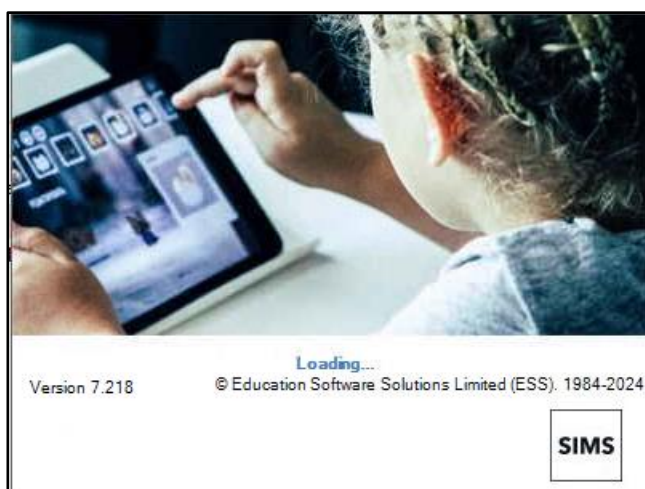 Loading...
Version 7.218
© Education Software Solutions Limited (ESS). 1984-2024
SIMS